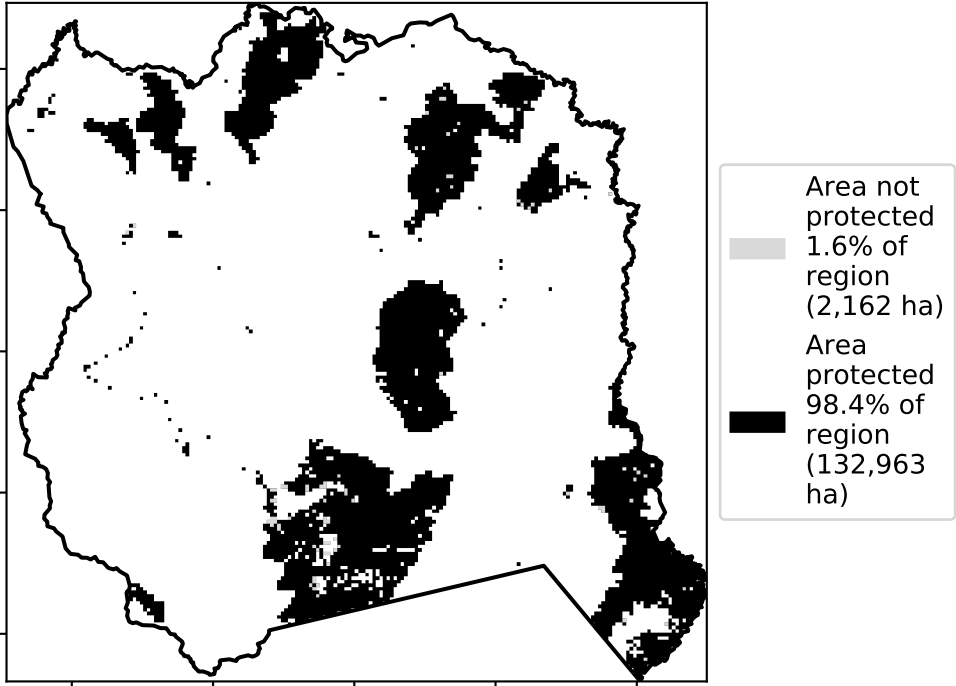 Area not
protected
1.6% of
region
(2,162 ha)
Area
protected
98.4% of
region
(132,963
ha)